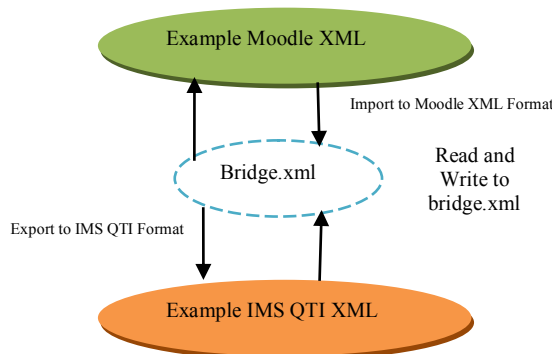 Example Moodle XML
Import to Moodle XML Format
Bridge.xml
Read and
Write to
bridge.xml
Export to IMS QTI Format
Example IMS QTI XML